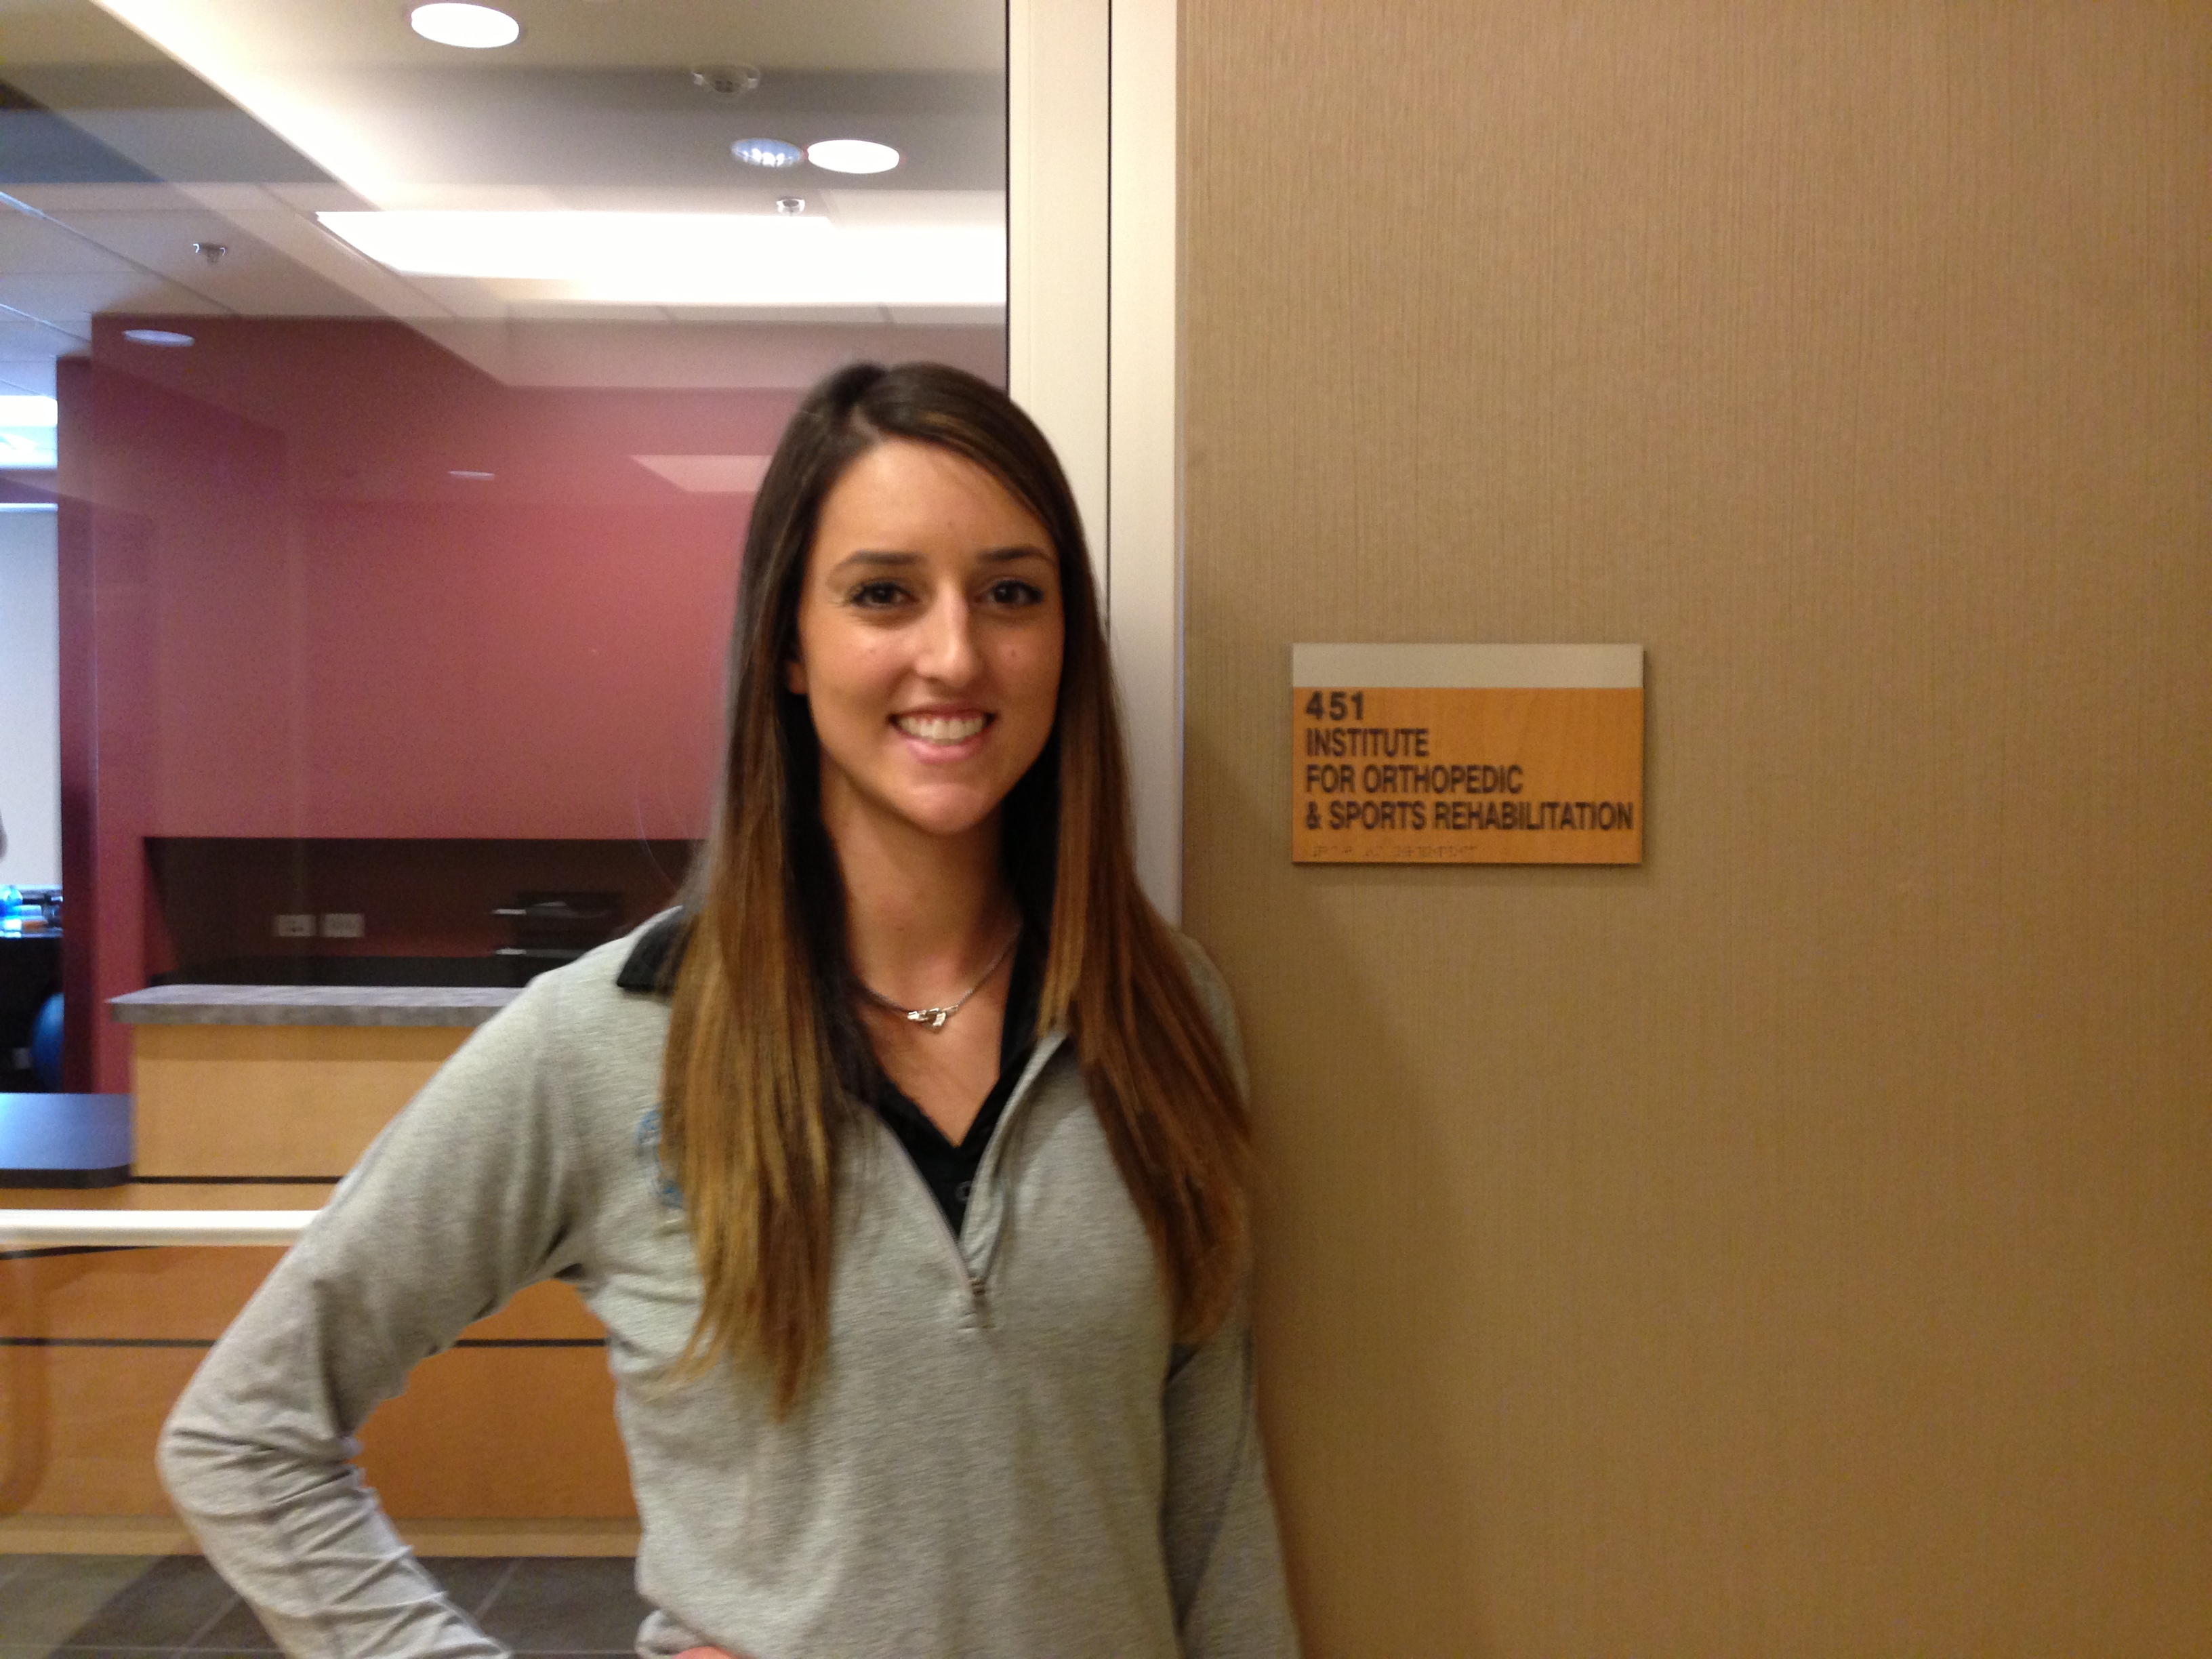 451
INSTITUTE
FOR ORTHOPEDIC
& SPORTS REHABILITATION